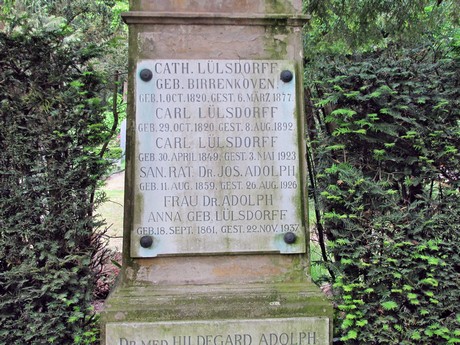 CATH. LÜLSDORFF
GEB. BIRRENKOVEN.
GEB. 1. OCT. 1820, GEST. 6. MÄRZ 1877.
CARL LÜLSDORFF
GEB. 29. OCT. 1820, GEST. 8. AUG. 1892.
CARL LÜLSDORFF
GEB. 30. APRIL 1849, GEST. 3. MAI 1923
SAN. RAT. DR. JOS. ADOLPH
GEB. 11. AUG. 1859, GEST. 26. AUG. 1926
FRAU DR. ADOLPH
ANNA GEB. LÜLSDORFF
GEB. 18. SEPT. 1861, GEST. 22. NOV. 1937
DR. MED. HILDEGARD ADOLPH